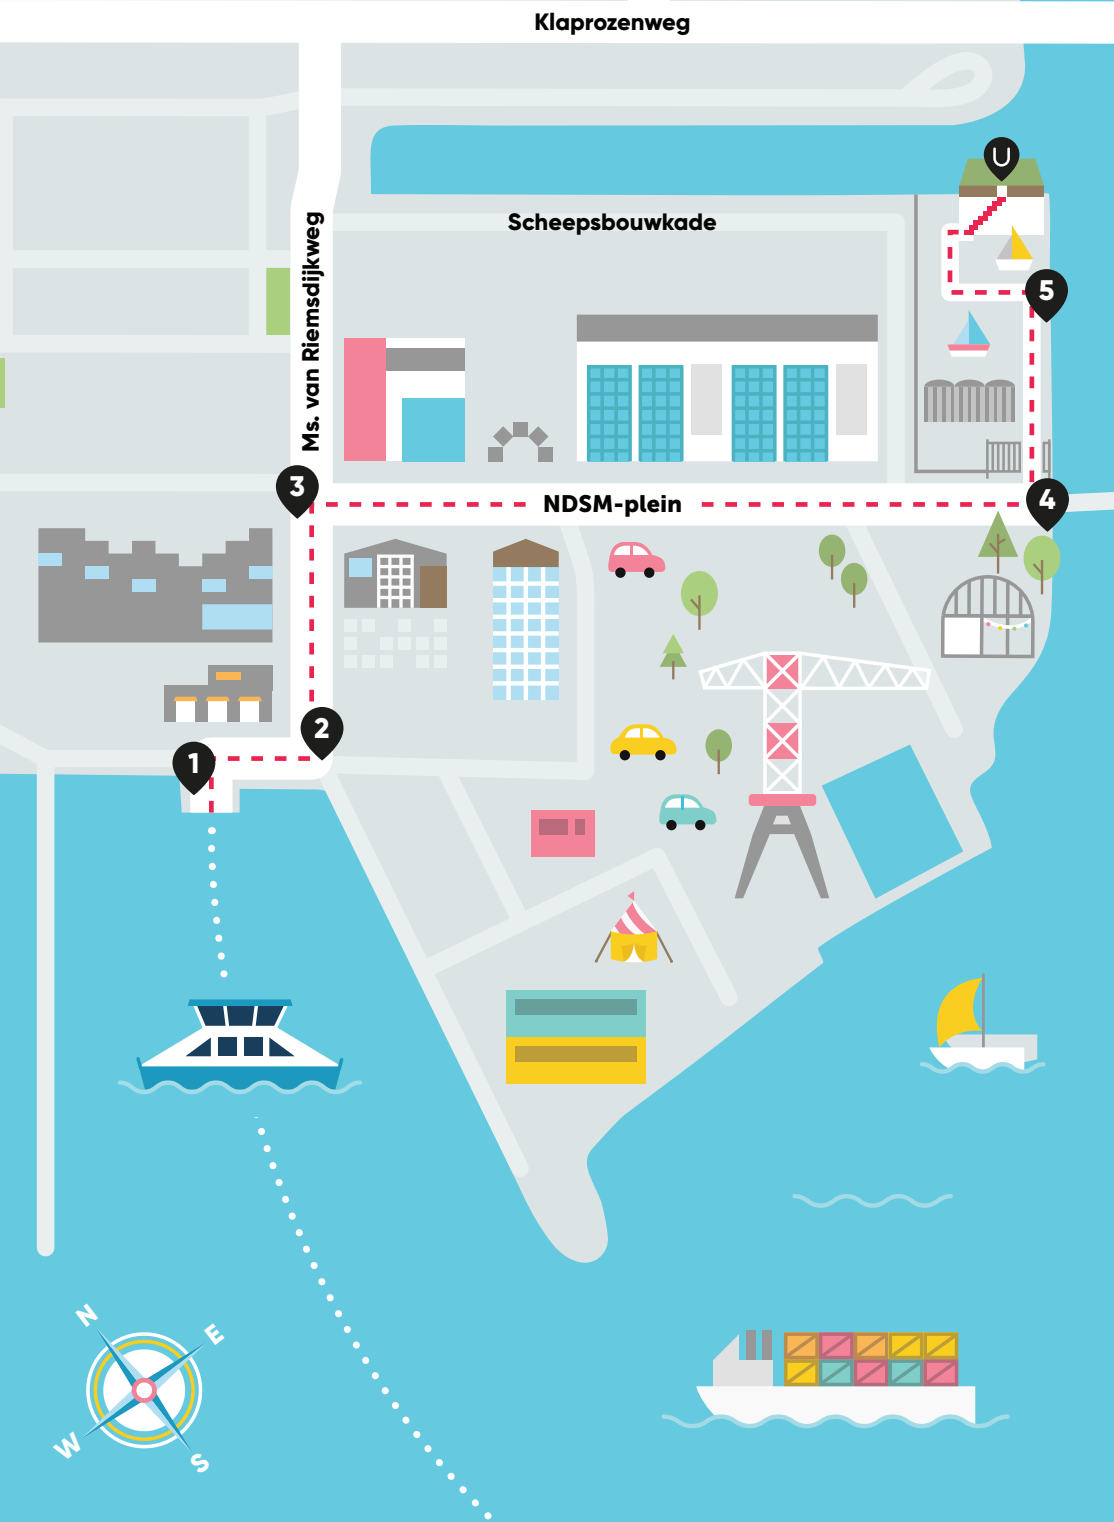 Klaprozenweg
U
Scheepsbouwkade
Ms. van Riemsdijkweg
5
3
NDSM-plein
4
2
1
N
E
W
S